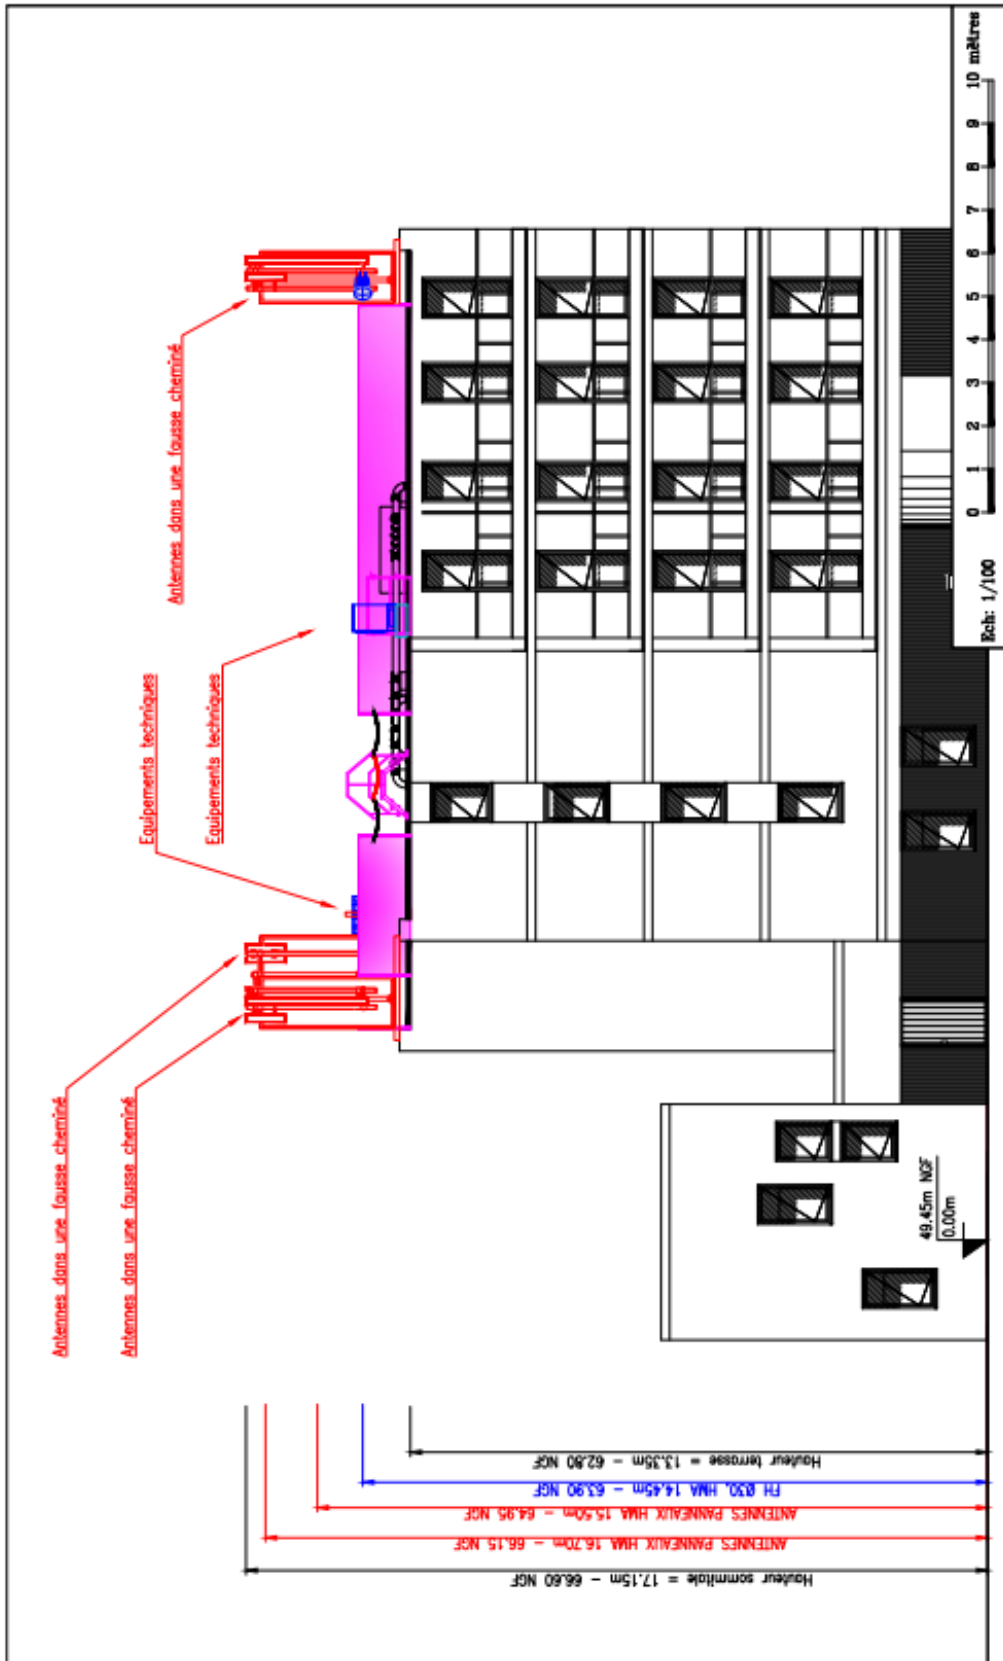 Antennes dans une fausse cheminé
Antennes dans une fausse cheminé
Equipements techniques
Equipements techniques
Antennes dans une fausse cheminé
Hauteur sommitale = 17.15m - 66.60 NGF
ANTENNES PANNEAUX HMA 16.70m - 66.15 NGF
ANTENNES PANNEAUX HMA 15.50m - 64.95 NGF
FH Ø30, HMA 14.45m - 63.90 NGF
Hauteur terrasse = 13.35m - 62.80 NGF
49.45m NGF
0.00m
Ech: 1/100
0 1 2 3 4 5 6 7 8 9 10 mètres